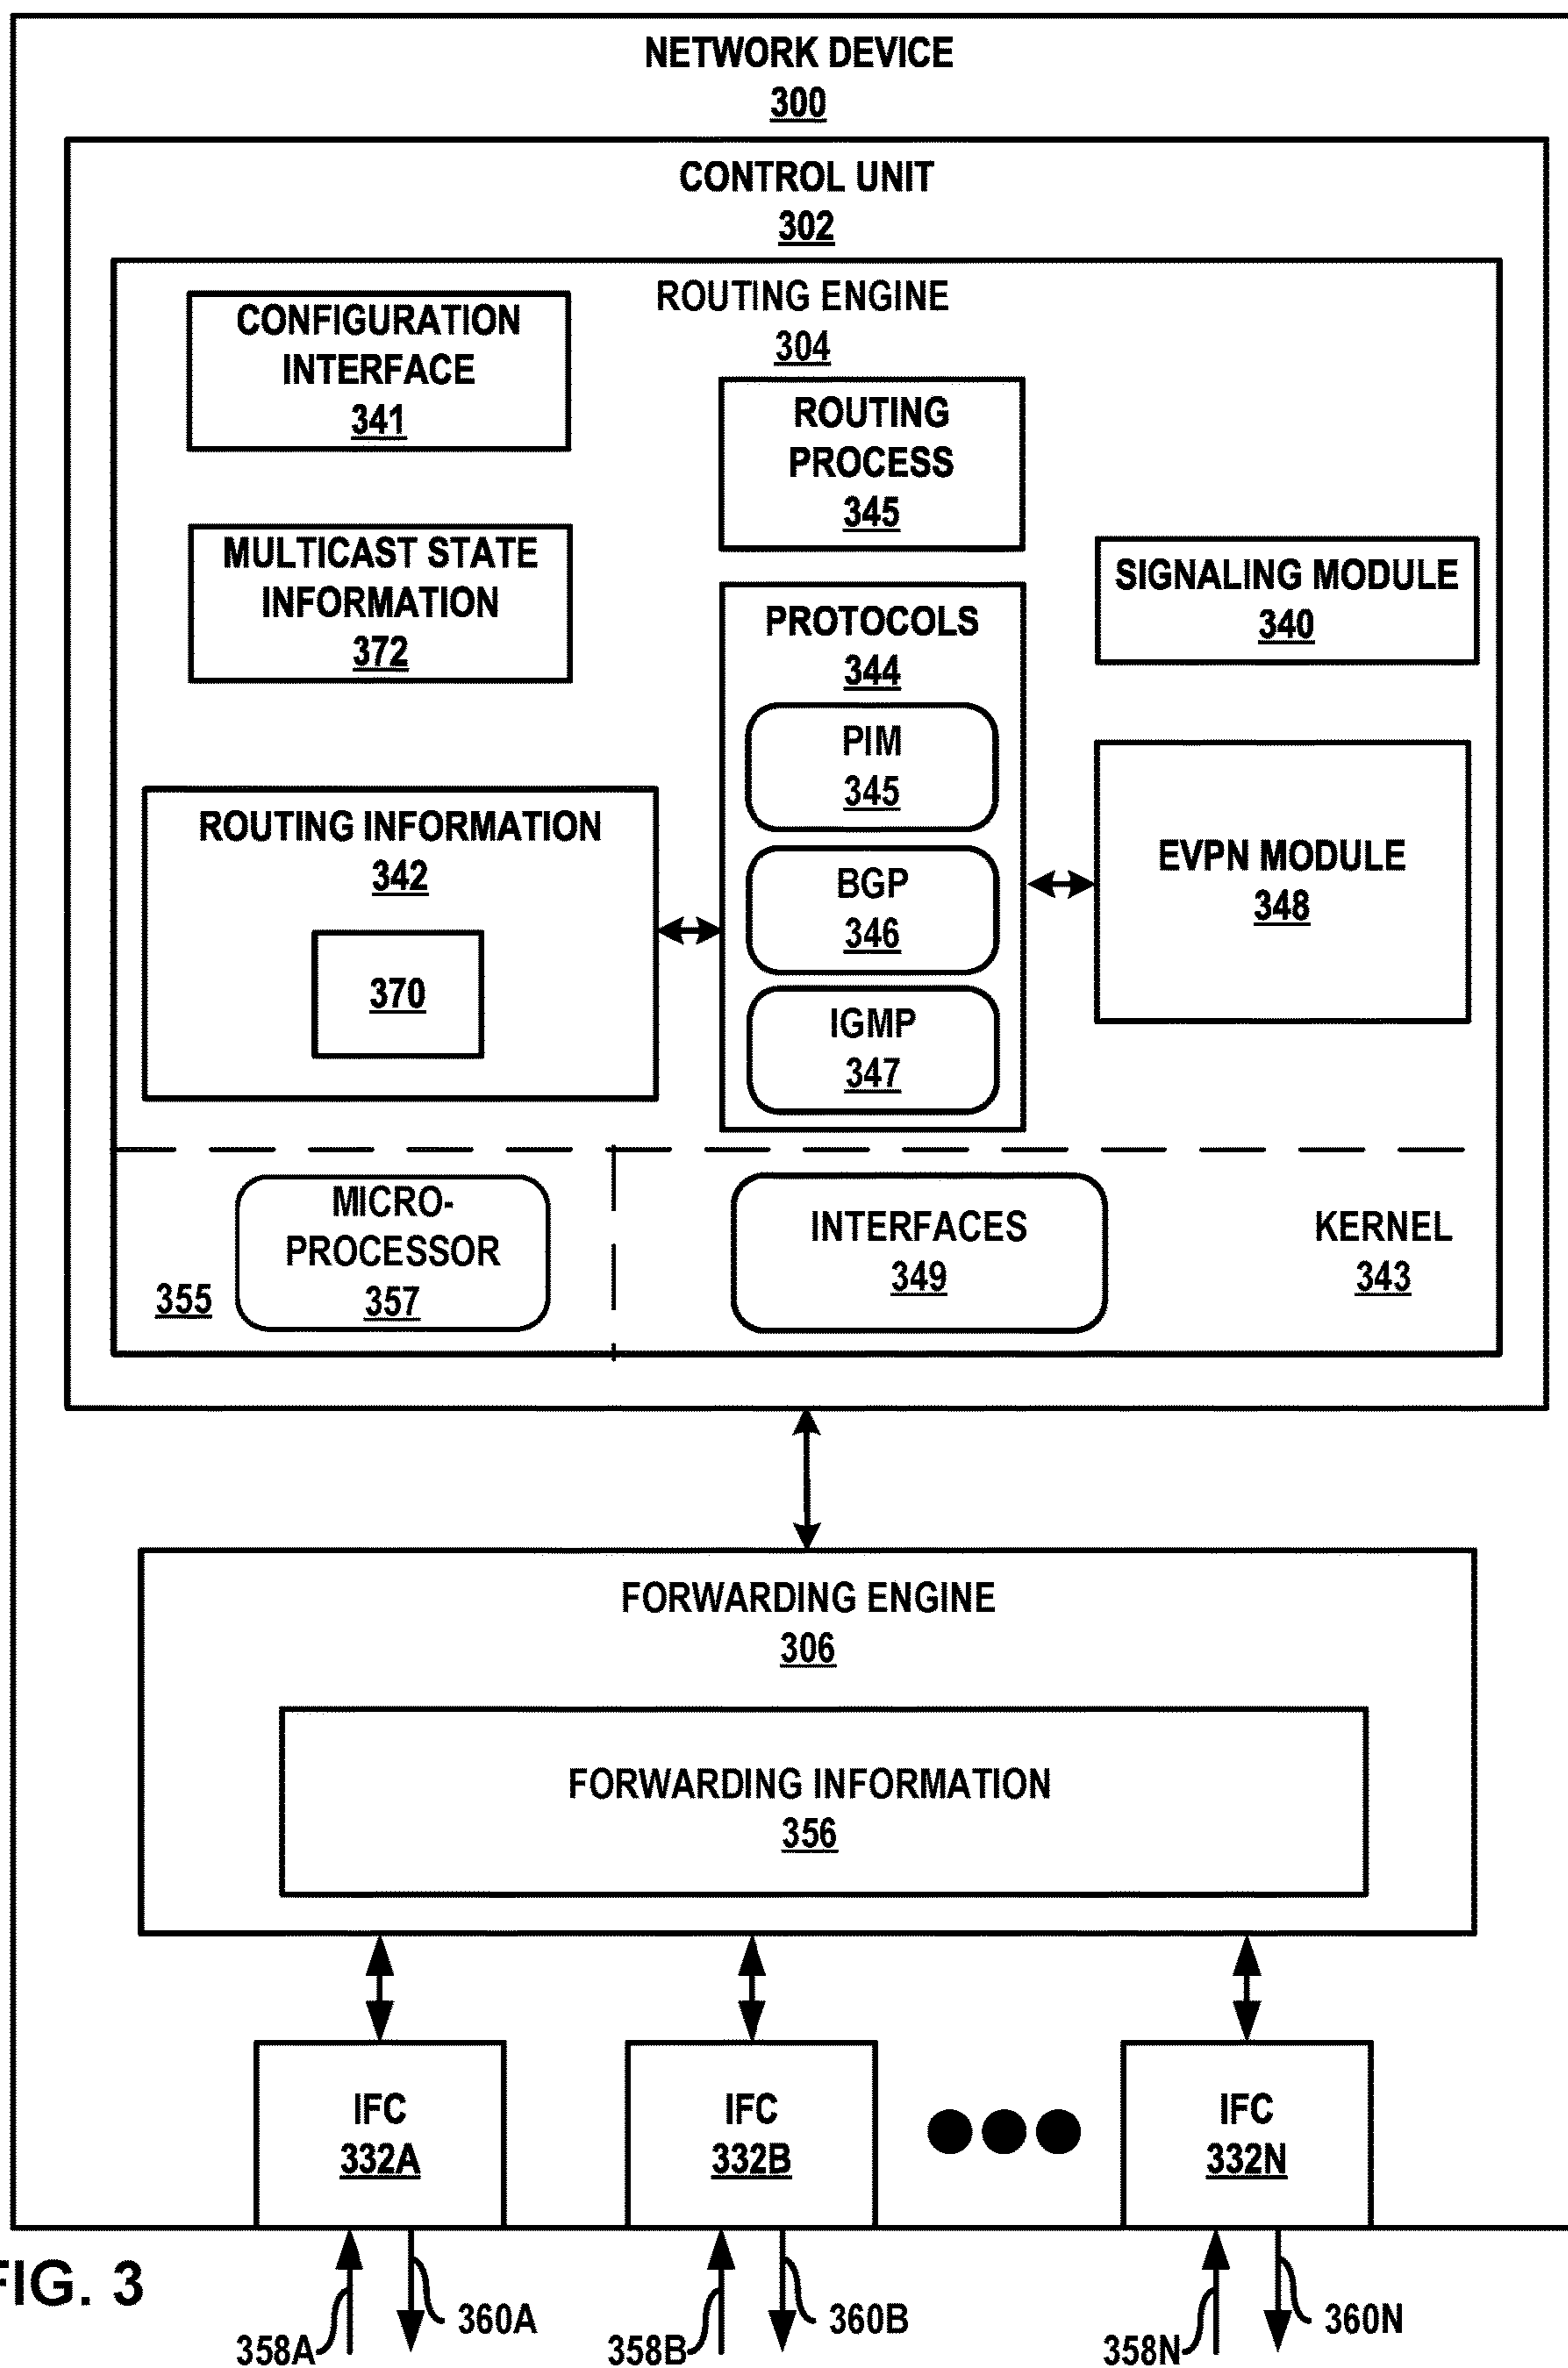 NETWORK DEVICE
300
CONTROL UNIT
302
ROUTING ENGINE
304
CONFIGURATION
INTERFACE
341
ROUTING
PROCESS
345
MULTICAST STATE
INFORMATION
372
SIGNALING MODULE
340
PROTOCOLS
344
PIM
345
BGP
346
IGMP
347
ROUTING INFORMATION
342
370
EVPN MODULE
348
355
MICRO-
PROCESSOR
357
INTERFACES
349
KERNEL
343
FORWARDING ENGINE
306
FORWARDING INFORMATION
356
IFC
332A
IFC
332B
IFC
332N
FIG. 3
358A
360A
358B
360B
358N
360N